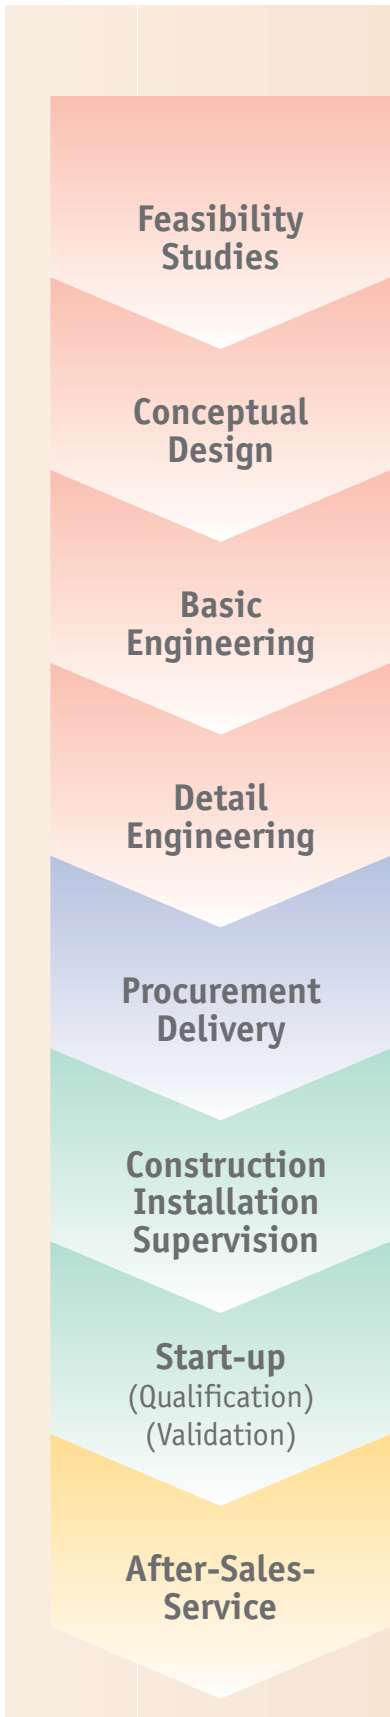 Feasibility
Studies
Conceptual
Design
Basic
Engineering
Detail
Engineering
Procurement
Delivery
Construction
Installation
Supervision
Start-up
(Qualification)
(Validation)
After-Sales-
Service